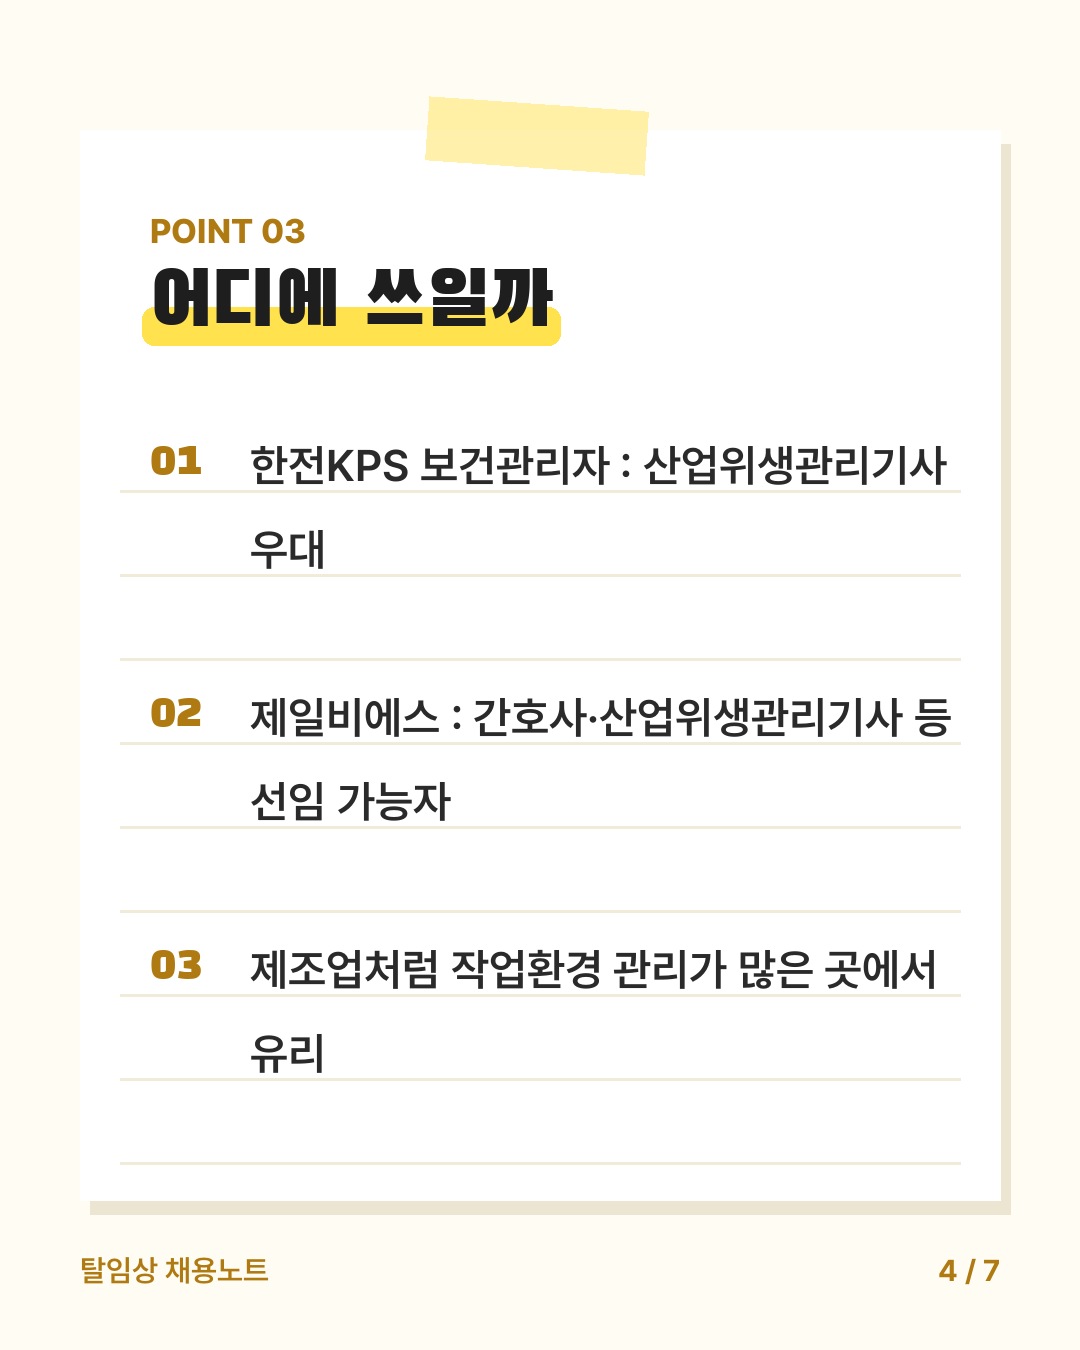 POINT 03
어디에 쓰일까
01 한전KPS 보건관리자 : 산업위생관리기사
우대
02 제일비에스 : 간호사·산업위생관리기사 등
선임 가능자
03 제조업처럼 작업환경 관리가 많은 곳에서
유리
탈임상 채용노트
4 / 7